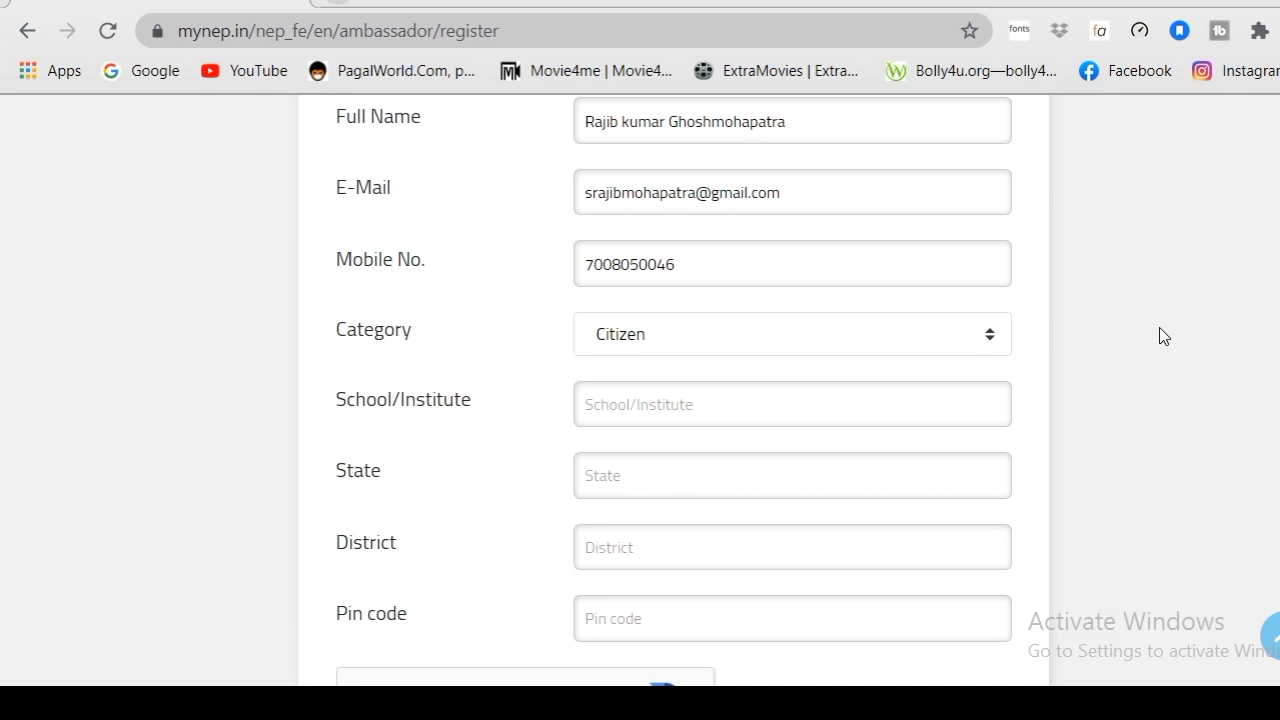 mynep.in/nep_fe/en/ambassador/register
fonts
fa
tb
Apps
Google
YouTube
PagalWorld.Com, p...
Movie4me | Movie4...
ExtraMovies | Extra...
Bolly4u.org—bolly4...
Facebook
Instagra
Full Name
Rajib kumar Ghoshmohapatra
E-Mail
srajibmohapatra@gmail.com
Mobile No.
7008050046
Category
Citizen
School/Institute
School/Institute
State
State
District
District
Pin code
Pin code
Activate Windows
Go to Settings to activate Win